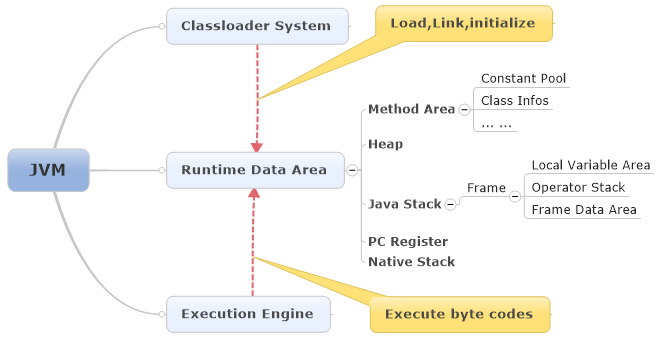 Classloader System
Load,Link,initialize
JVM
Runtime Data Area
Method Area
Constant Pool
Class Infos
... ...
Heap
Java Stack
Frame
Local Variable Area
Operator Stack
Frame Data Area
PC Register
Native Stack
Execution Engine
Execute byte codes